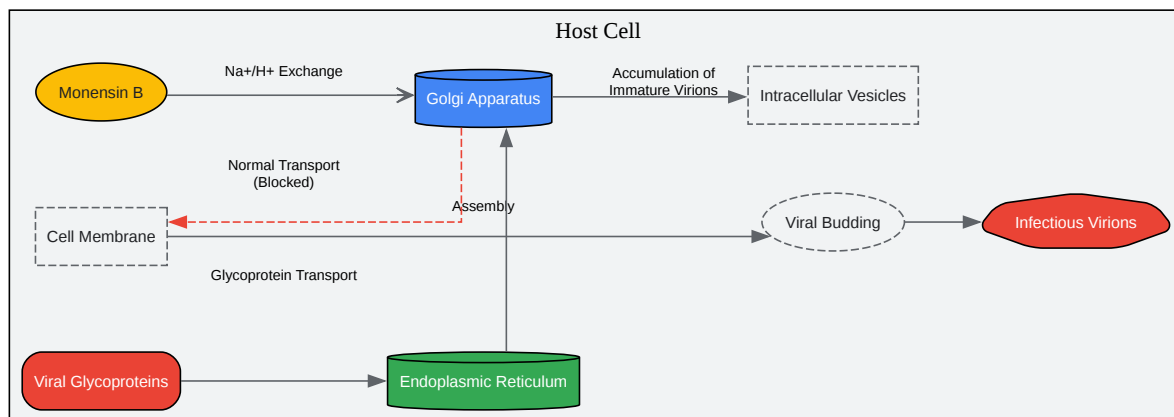 Host Cell
Na+/H+ Exchange
Accumulation of
Immature Virions
Monensin B
Golgi Apparatus
Intracellular Vesicles
Normal Transport
(Blocked)
Assembly
Cell Membrane
Viral Budding
Infectious Virions
Glycoprotein Transport
Viral Glycoproteins
Endoplasmic Reticulum